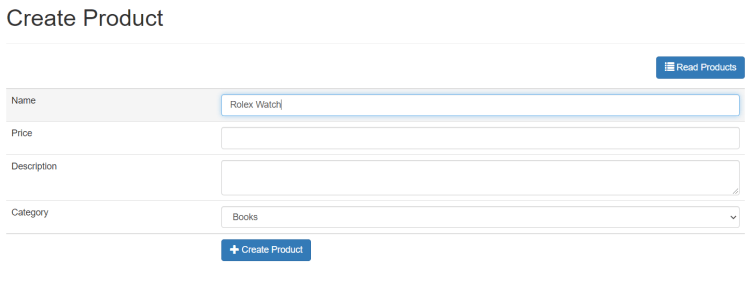 Create Product
Read Products
Name
Rolex Watch
Price
Description
Category
Books
Create Product